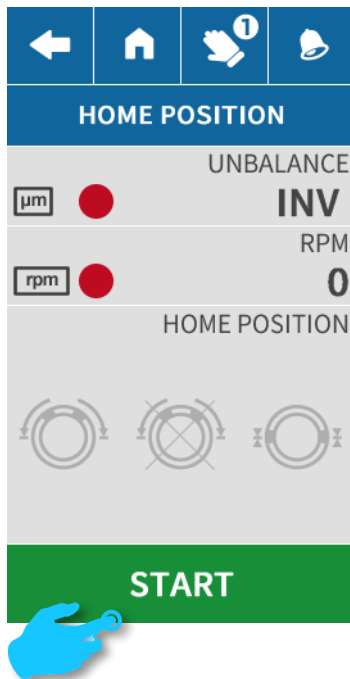 1
HOME POSITION
UNBALANCE
µm
INV
RPM
rpm
0
HOME POSITION
START